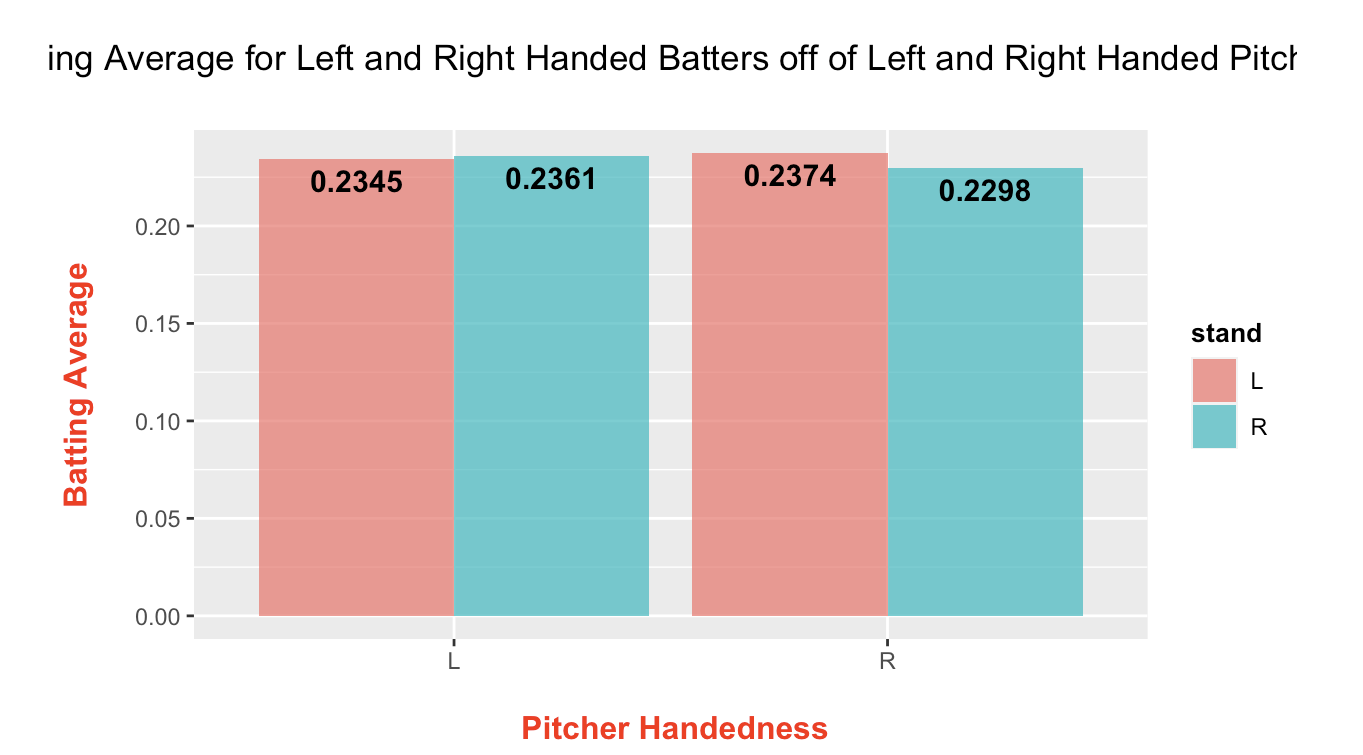 ing Average for Left and Right Handed Batters off of Left and Right Handed Pitch
0.2345
0.2361
0.2374
0.2298
0.20
0.15
0.10
0.05
0.00
Batting Average
L
R
Pitcher Handedness
stand
L
R